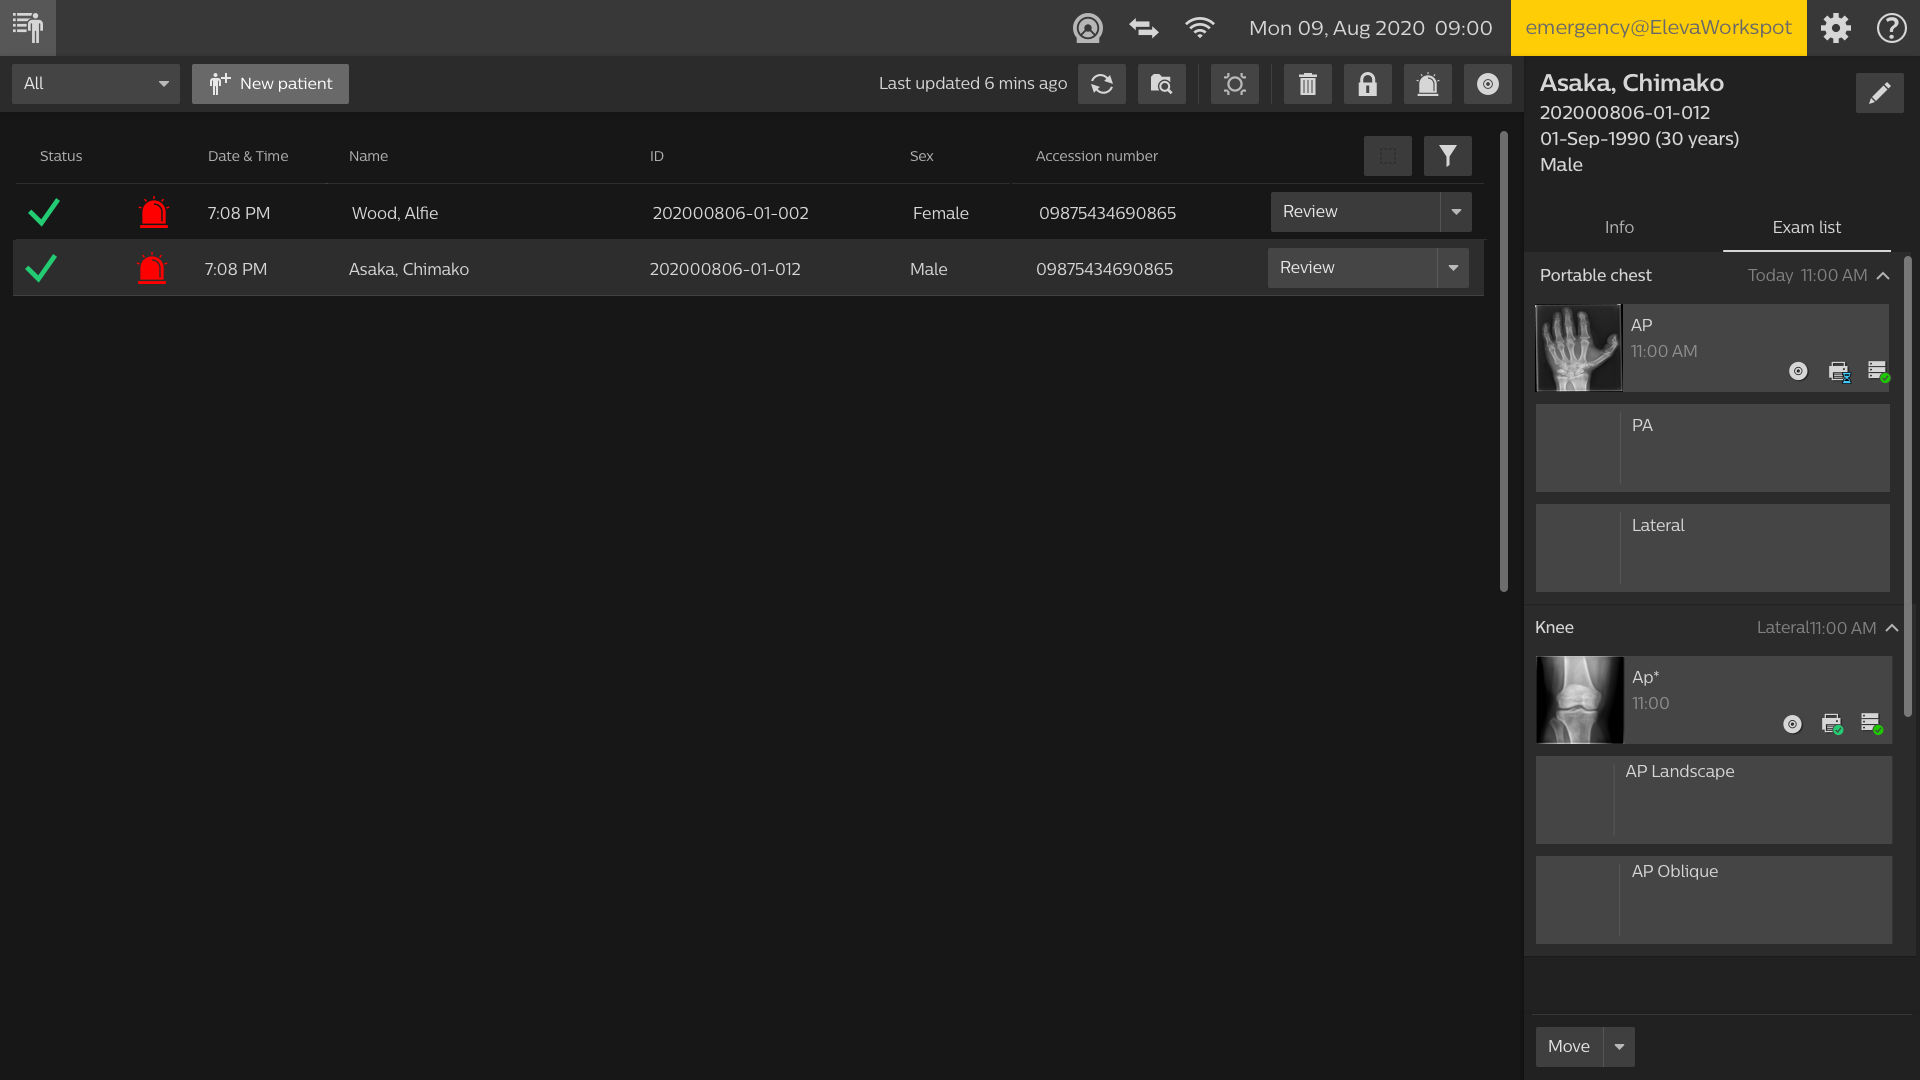 Mon 09, Aug 2020 09:00
emergency@ElevaWorkspot
All
New patient
Last updated 6 mins ago
Status Date & Time Name ID Sex Accession number
7:08 PM Wood, Alfie 202000806-01-002 Female 09875434690865 Review
7:08 PM Asaka, Chimako 202000806-01-012 Male 09875434690865 Review
Asaka, Chimako
202000806-01-012
01-Sep-1990 (30 years)
Male
Info Exam list
Portable chest Today 11:00 AM
AP
11:00 AM
PA
Lateral
Knee Lateral11:00 AM
Ap*
11:00
AP Landscape
AP Oblique
Move